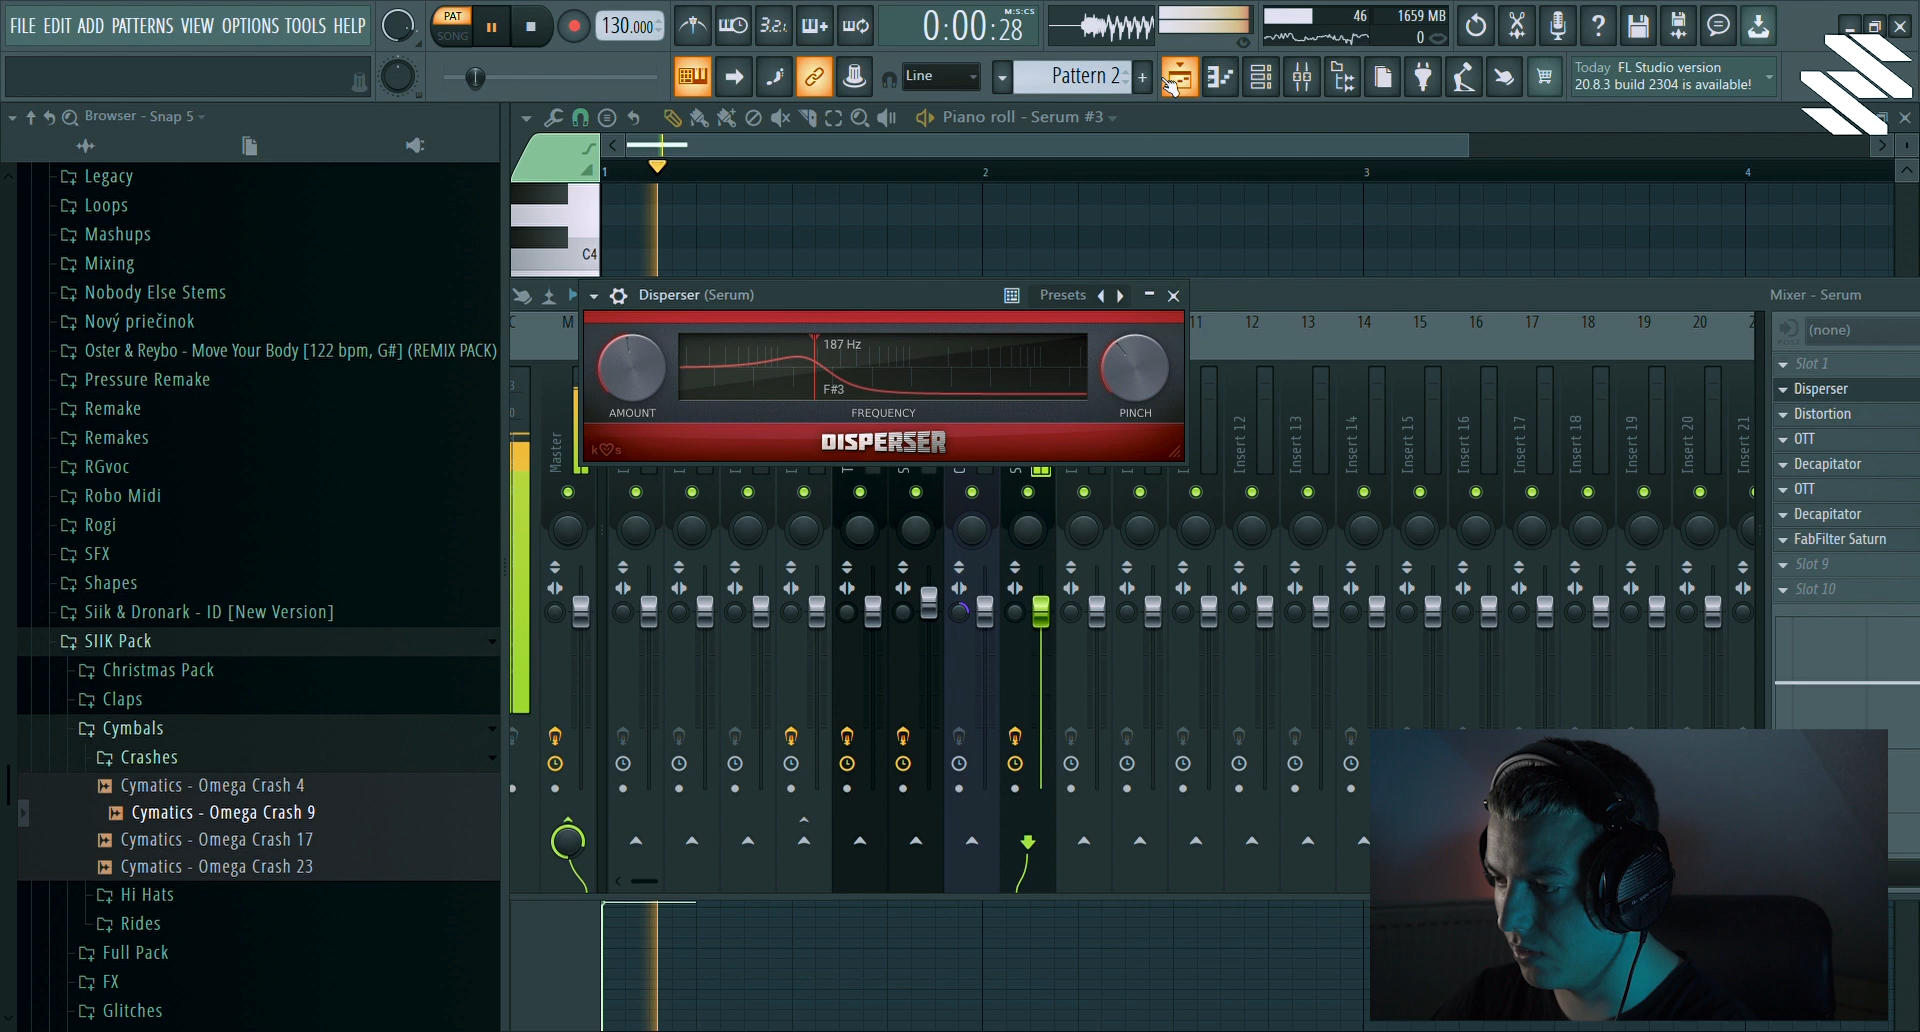 FILE EDIT ADD PATTERNS VIEW OPTIONS TOOLS HELP
PAT
SONG
130.000
3.2.
0:00:28
M:S:CS
46
1659 MB
0
Line
Pattern 2
Today FL Studio version
20.8.3 build 2304 is available!
Browser - Snap 5
Legacy
Loops
Mashups
Mixing
Nobody Else Stems
Nový priečinok
Oster & Reybo - Move Your Body [122 bpm, G#] (REMIX PACK)
Pressure Remake
Remake
Remakes
RGvoc
Robo Midi
Rogi
SFX
Shapes
Siik & Dronark - ID [New Version]
SIIK Pack
Christmas Pack
Claps
Cymbals
Crashes
Cymatics - Omega Crash 4
Cymatics - Omega Crash 9
Cymatics - Omega Crash 17
Cymatics - Omega Crash 23
Hi Hats
Rides
Full Pack
FX
Glitches
Piano roll - Serum #3
1 2 3 4
C4
Disperser (Serum)
Presets
187 Hz
F#3
AMOUNT
FREQUENCY
PINCH
DISPERSER
C M
11 12 13 14 15 16 17 18 19 20
Master
Insert 12
Insert 13
Insert 14
Insert 15
Insert 16
Insert 17
Insert 18
Insert 19
Insert 20
Mixer - Serum
(none)
Slot 1
Disperser
Distortion
OTT
Decapitator
OTT
Decapitator
FabFilter Saturn
Slot 9
Slot 10